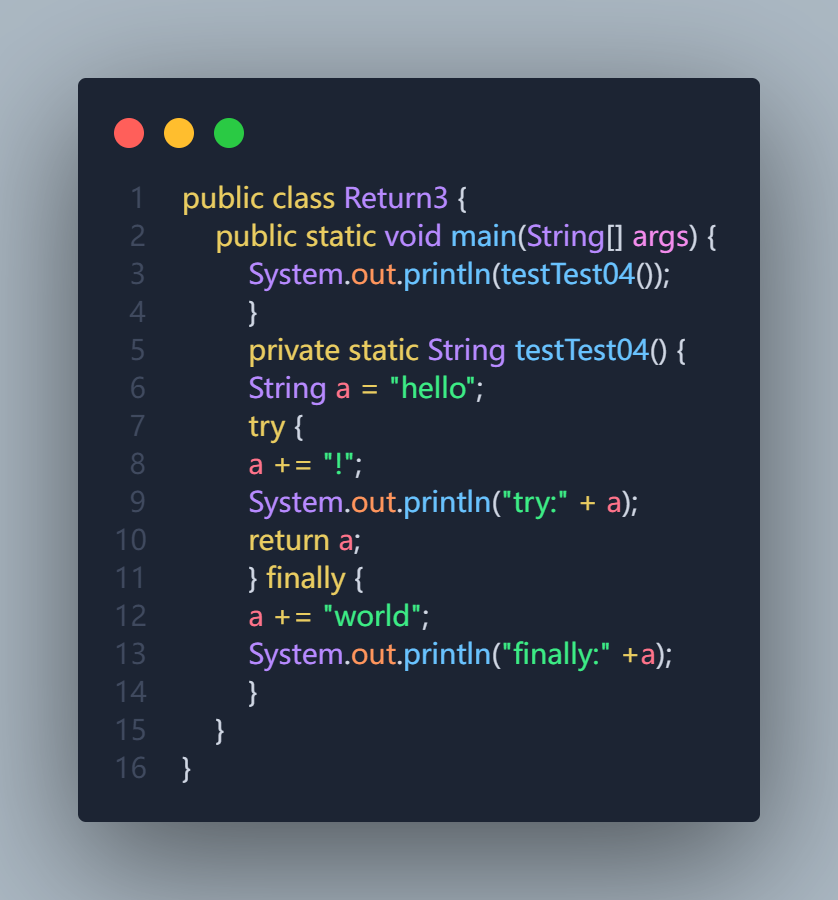 1 public class Return3 {
2 public static void main(String[] args) {
3 System.out.println(testTest04());
4 }
5 private static String testTest04() {
6 String a = "hello";
7 try {
8 a += "!";
9 System.out.println("try:" + a);
10 return a;
11 } finally {
12 a += "world";
13 System.out.println("finally:" +a);
14 }
15 }
16 }